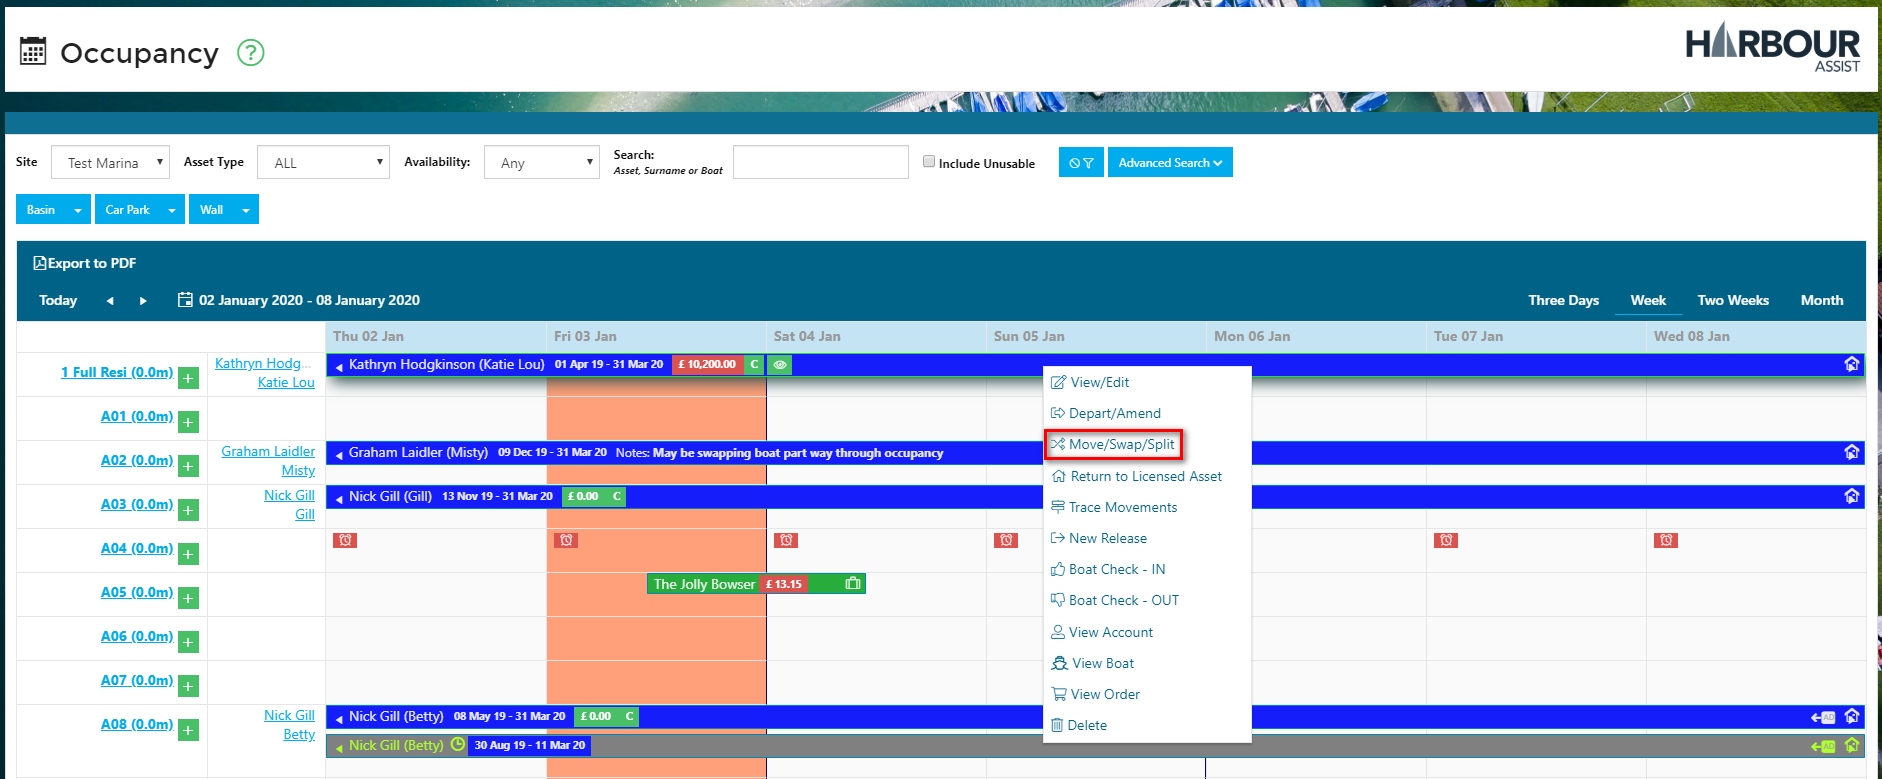 Occupancy ?
HARBOUR
ASSIST
Site Test Marina Asset Type ALL Availability: Any Search: Include Unusable Advanced Search
Asset, Surname or Boat
Basin Car Park Wall
Export to PDF
Today 02 January 2020 - 08 January 2020 Three Days Week Two Weeks Month
Thu 02 Jan Fri 03 Jan Sat 04 Jan Sun 05 Jan Mon 06 Jan Tue 07 Jan Wed 08 Jan
1 Full Resi (0.0m) + Kathryn Hodg... Kathryn Hodgkinson (Katie Lou) 01 Apr 19 - 31 Mar 20 £ 10,200.00 C
Katie Lou
View/Edit
A01 (0.0m) +
Depart/Amend
Move/Swap/Split
A02 (0.0m) + Graham Laidler Graham Laidler (Misty) 09 Dec 19 - 31 Mar 20 Notes: May be swapping boat part way through occupancy
Misty
Return to Licensed Asset
A03 (0.0m) + Nick Gill Nick Gill (Gill) 13 Nov 19 - 31 Mar 20 £ 0.00 C
Gill
Trace Movements
New Release
A04 (0.0m) +
Boat Check - IN
A05 (0.0m) + The Jolly Bowser £ 13.15
Boat Check - OUT
A06 (0.0m) +
View Account
View Boat
A07 (0.0m) +
View Order
A08 (0.0m) + Nick Gill Nick Gill (Betty) 08 May 19 - 31 Mar 20 £ 0.00 C AD
Betty
Delete
Nick Gill (Betty) 30 Aug 19 - 11 Mar 20 AD